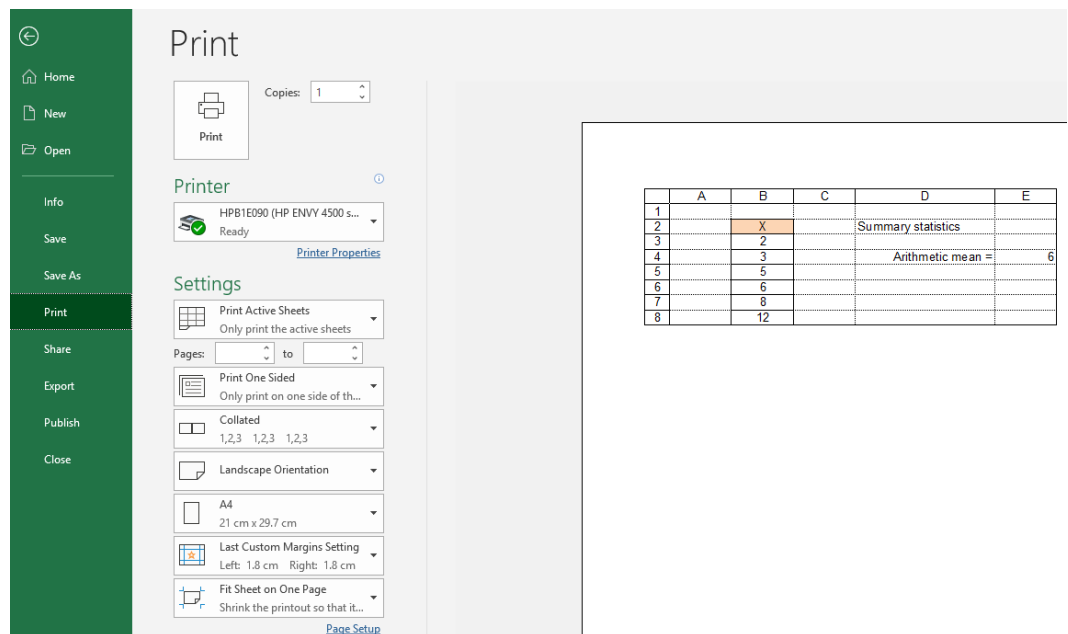 Print
Home
New
Open
Info
Save
Save As
Print
Share
Export
Publish
Close
Print
Copies: 1
Printer
HPB1E090 (HP ENVY 4500 s...
Ready
Printer Properties
Settings
Print Active Sheets
Only print the active sheets
Pages: to
Print One Sided
Only print on one side of th...
Collated
1,2,3 1,2,3 1,2,3
Landscape Orientation
A4
21 cm x 29.7 cm
Last Custom Margins Setting
Left: 1.8 cm Right: 1.8 cm
Fit Sheet on One Page
Shrink the printout so that it...
Page Setup
A B C D E
1
2 X Summary statistics
3 2
4 3 Arithmetic mean = 6
5 5
6 6
7 8
8 12